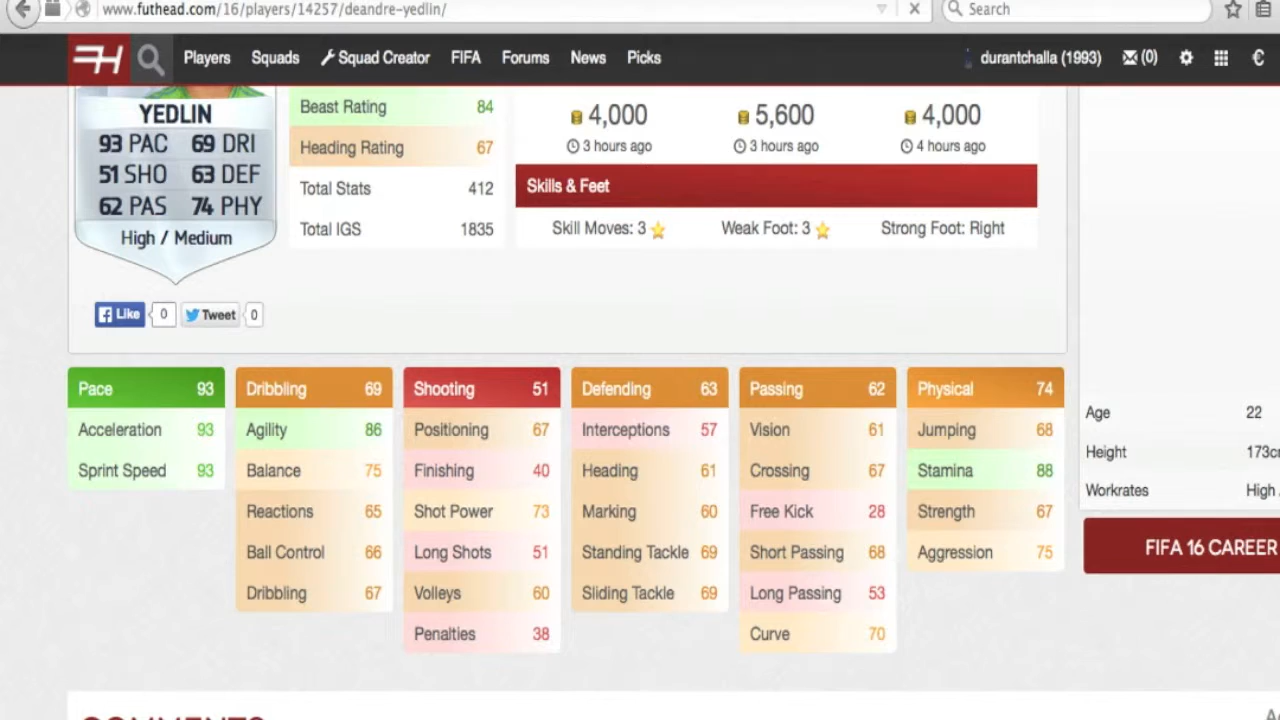 www.futhead.com/16/players/14257/deandre-yedlin/
Search
FH
Players Squads Squad Creator FIFA Forums News Picks
durantchalla (1993) (0) €
YEDLIN
93 PAC 69 DRI
51 SHO 63 DEF
62 PAS 74 PHY
High / Medium
Beast Rating 84
Heading Rating 67
Total Stats 412
Total IGS 1835
4,000 5,600 4,000
3 hours ago 3 hours ago 4 hours ago
Skills & Feet
Skill Moves: 3 Weak Foot: 3 Strong Foot: Right
Like 0 Tweet 0
Pace 93
Acceleration 93
Sprint Speed 93
Dribbling 69
Agility 86
Balance 75
Reactions 65
Ball Control 66
Dribbling 67
Shooting 51
Positioning 67
Finishing 40
Shot Power 73
Long Shots 51
Volleys 60
Penalties 38
Defending 63
Interceptions 57
Heading 61
Marking 60
Standing Tackle 69
Sliding Tackle 69
Passing 62
Vision 61
Crossing 67
Free Kick 28
Short Passing 68
Long Passing 53
Curve 70
Physical 74
Jumping 68
Stamina 88
Strength 67
Aggression 75
Age 22
Height 173c
Workrates High
FIFA 16 CAREER
COMMENTS